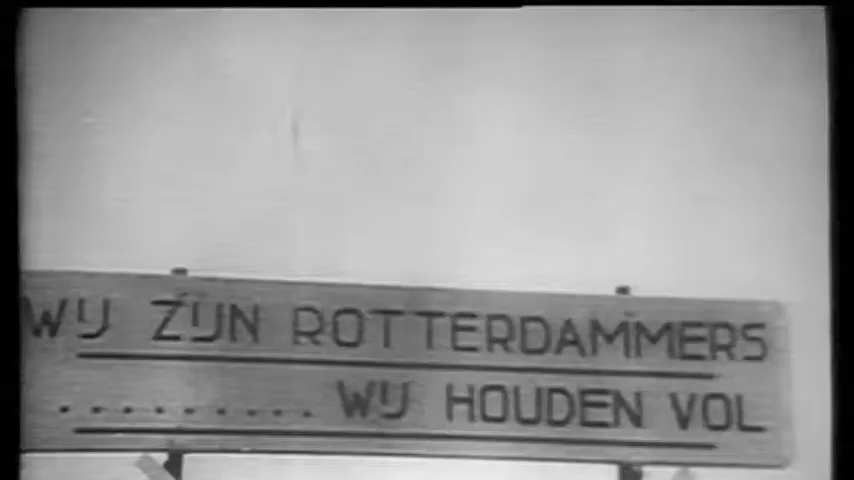 WIJ ZIJN ROTTERDAMMERS
.......... WIJ HOUDEN VOL